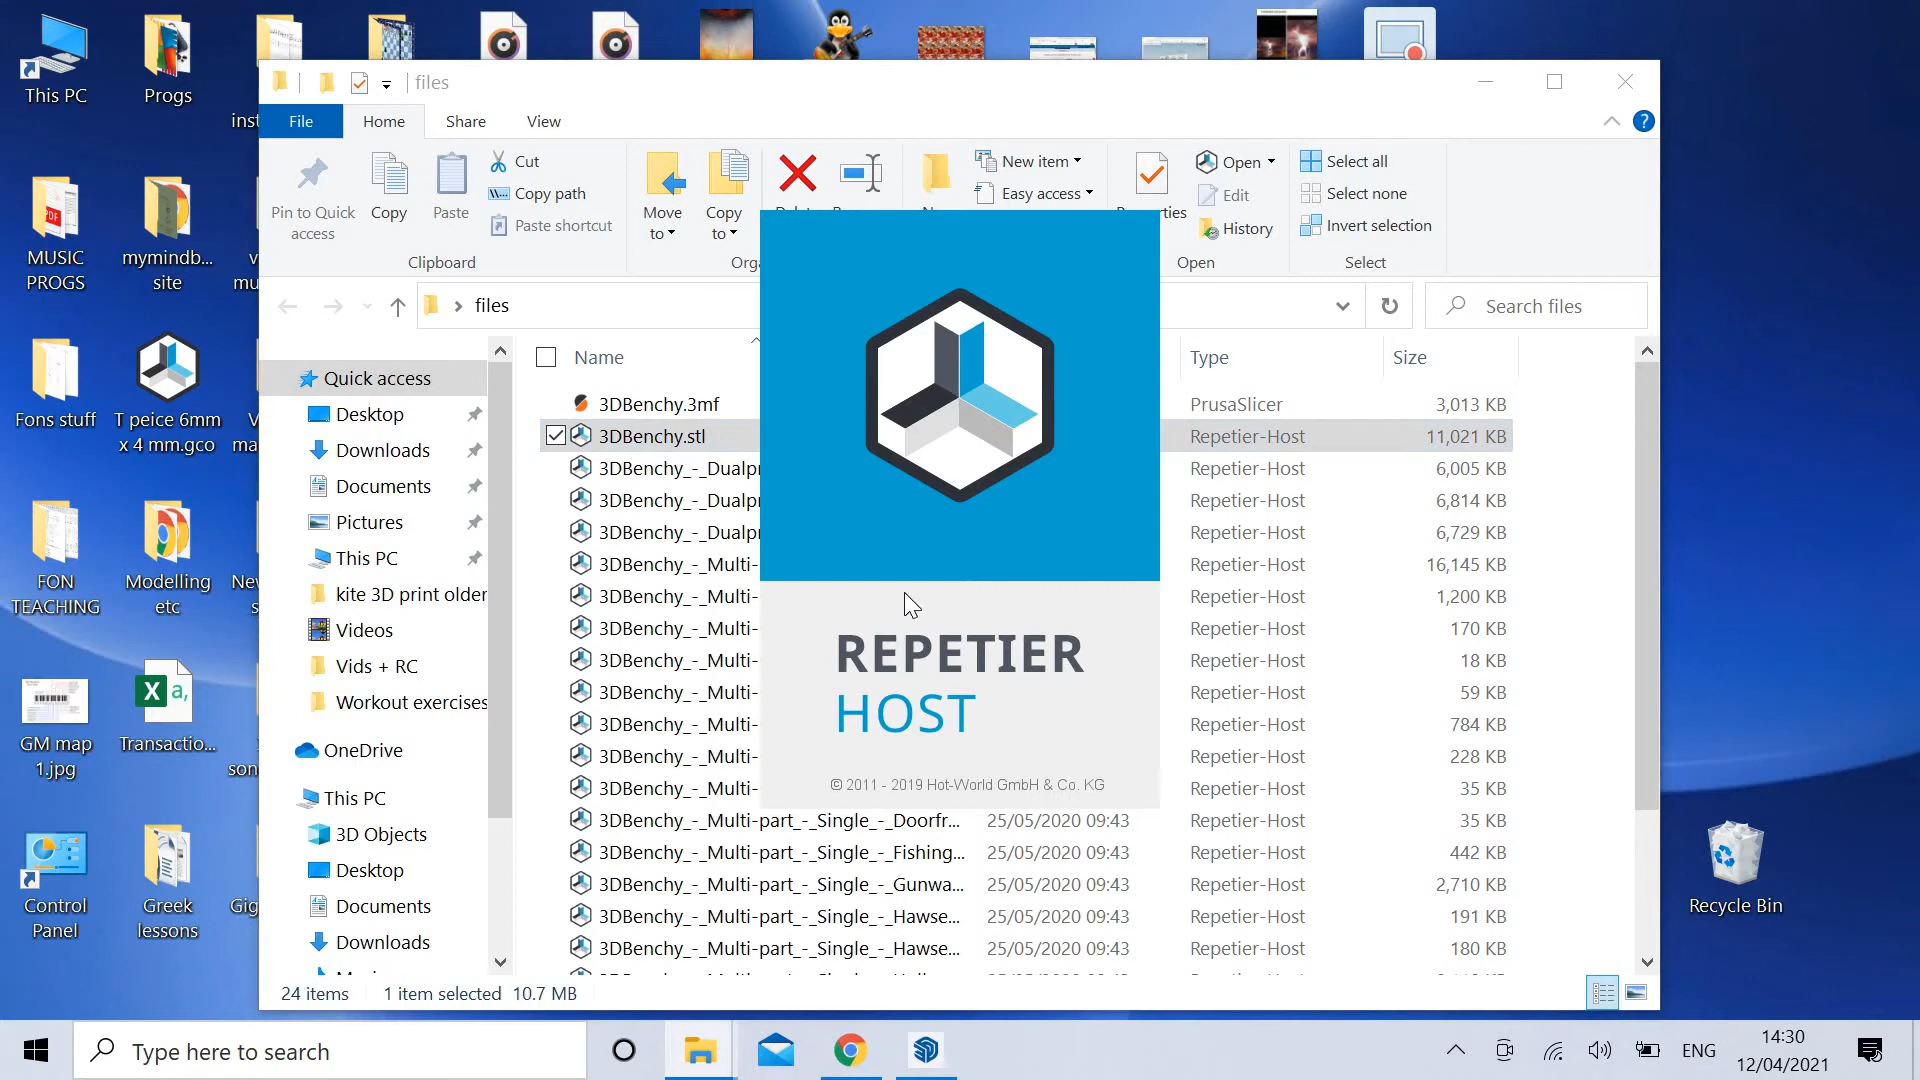 This PC
Progs
inst
files
File
Home
Share
View
Pin to Quick
access
Copy
Paste
Cut
Copy path
Paste shortcut
Clipboard
Move
to
Copy
to
New item
Easy access
Open
Edit
History
Open
Select all
Select none
Invert selection
Select
MUSIC
PROGS
mymindb...
site
files
Search files
Name
Type
Size
Quick access
Desktop
Downloads
Documents
Pictures
This PC
kite 3D print older
Videos
Vids + RC
Workout exercises
OneDrive
This PC
3D Objects
Desktop
Documents
Downloads
3DBenchy.3mf PrusaSlicer 3,013 KB
3DBenchy.stl Repetier-Host 11,021 KB
3DBenchy_-_Dualpr Repetier-Host 6,005 KB
3DBenchy_-_Dualpr Repetier-Host 6,814 KB
3DBenchy_-_Dualpr Repetier-Host 6,729 KB
3DBenchy_-_Multi- Repetier-Host 16,145 KB
3DBenchy_-_Multi- Repetier-Host 1,200 KB
3DBenchy_-_Multi- Repetier-Host 170 KB
3DBenchy_-_Multi- Repetier-Host 18 KB
3DBenchy_-_Multi- Repetier-Host 59 KB
3DBenchy_-_Multi- Repetier-Host 784 KB
3DBenchy_-_Multi- Repetier-Host 228 KB
3DBenchy_-_Multi- Repetier-Host 35 KB
3DBenchy_-_Multi-part_-_Single_-_Doorfr... 25/05/2020 09:43 Repetier-Host 35 KB
3DBenchy_-_Multi-part_-_Single_-_Fishing... 25/05/2020 09:43 Repetier-Host 442 KB
3DBenchy_-_Multi-part_-_Single_-_Gunwa... 25/05/2020 09:43 Repetier-Host 2,710 KB
3DBenchy_-_Multi-part_-_Single_-_Hawse... 25/05/2020 09:43 Repetier-Host 191 KB
3DBenchy_-_Multi-part_-_Single_-_Hawse... 25/05/2020 09:43 Repetier-Host 180 KB
REPETIER
HOST
© 2011 - 2019 Hot-World GmbH & Co. KG
24 items 1 item selected 10.7 MB
Fons stuff
T peice 6mm
x 4 mm.gco
FON
TEACHING
Modelling
etc
GM map
1.jpg
Transactio...
Control
Panel
Greek
lessons
Recycle Bin
Type here to search
ENG
14:30
12/04/2021